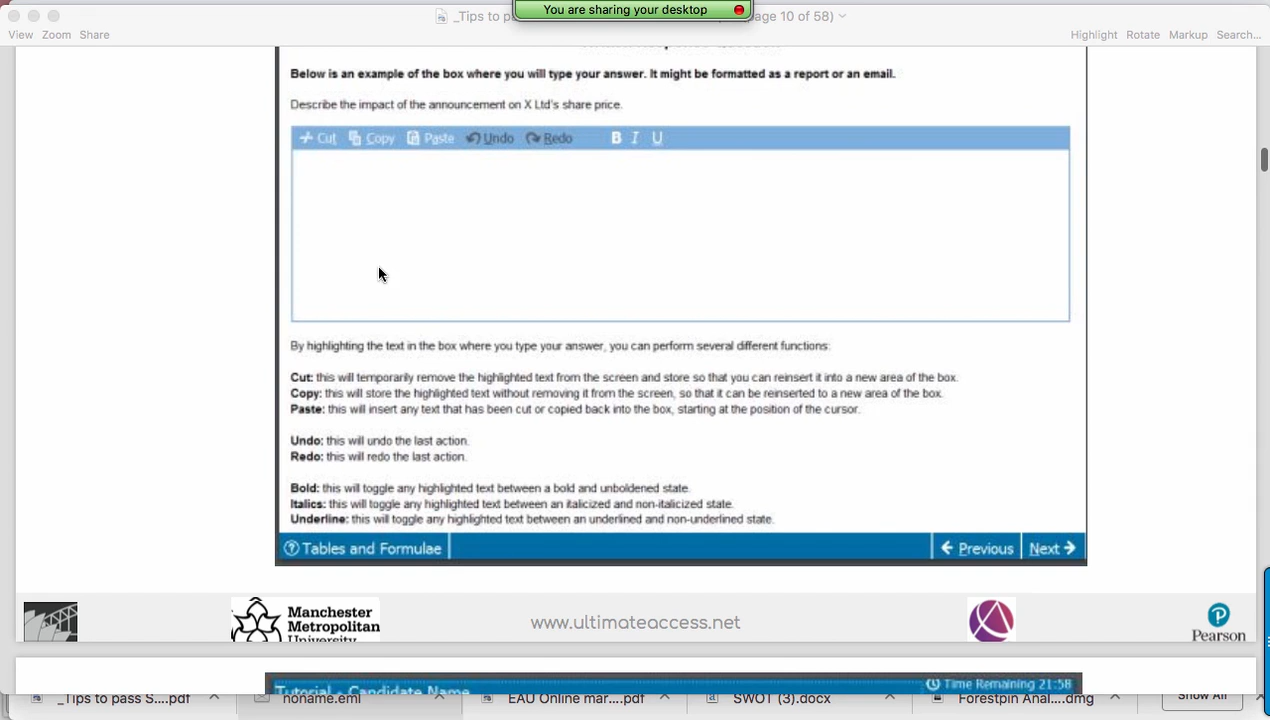 You are sharing your desktop
_Tips to p page 10 of 58)
View Zoom Share Highlight Rotate Markup Search...
Below is an example of the box where you will type your answer. It might be formatted as a report or an email.
Describe the impact of the announcement on X Ltd's share price.
Cut Copy Paste Undo Redo B I U
By highlighting the text in the box where you type your answer, you can perform several different functions:
Cut: this will temporarily remove the highlighted text from the screen and store so that you can reinsert it into a new area of the box.
Copy: this will store the highlighted text without removing it from the screen, so that it can be reinserted to a new area of the box.
Paste: this will insert any text that has been cut or copied back into the box, starting at the position of the cursor.
Undo: this will undo the last action.
Redo: this will redo the last action.
Bold: this will toggle any highlighted text between a bold and unboldened state.
Italics: this will toggle any highlighted text between an italicized and non-italicized state.
Underline: this will toggle any highlighted text between an underlined and non-underlined state.
Tables and Formulae Previous Next
Manchester
Metropolitan
University
www.ultimateaccess.net
Pearson
Tutorial - Candidate Name Time Remaining 21:58
_Tips to pass S....pdf noname.eml EAU Online mar....pdf SWOT (3).docx Forestpin Anal....dmg Show All